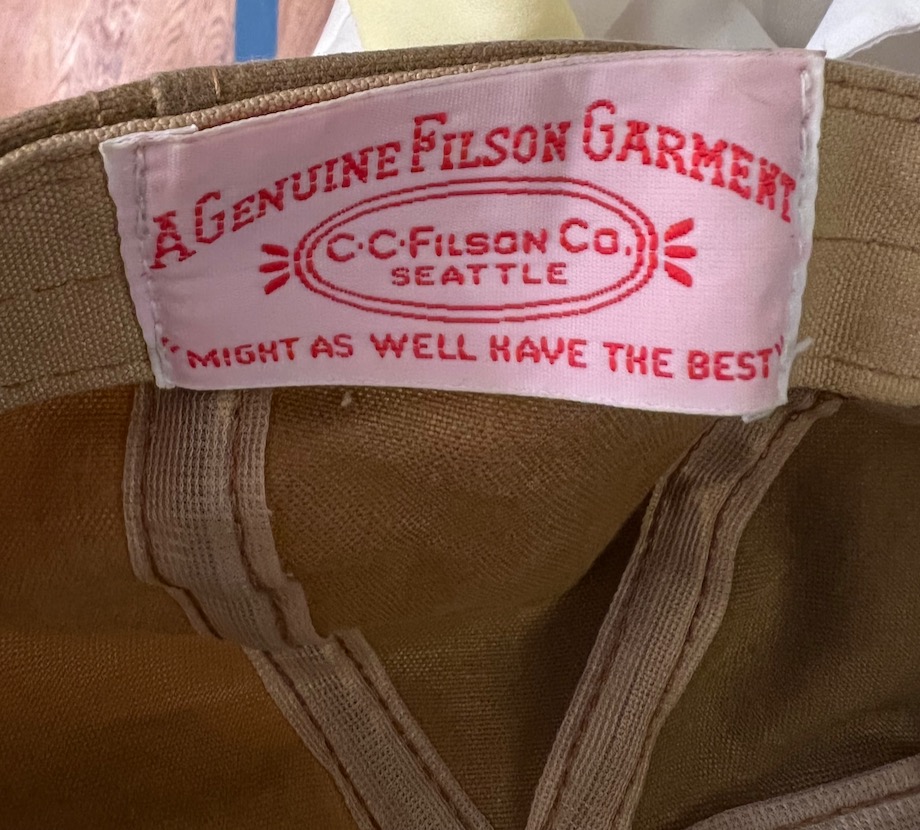 A GENUINE FILSON GARMENT
C·C·FILSON CO.
SEATTLE
"MIGHT AS WELL HAVE THE BEST"